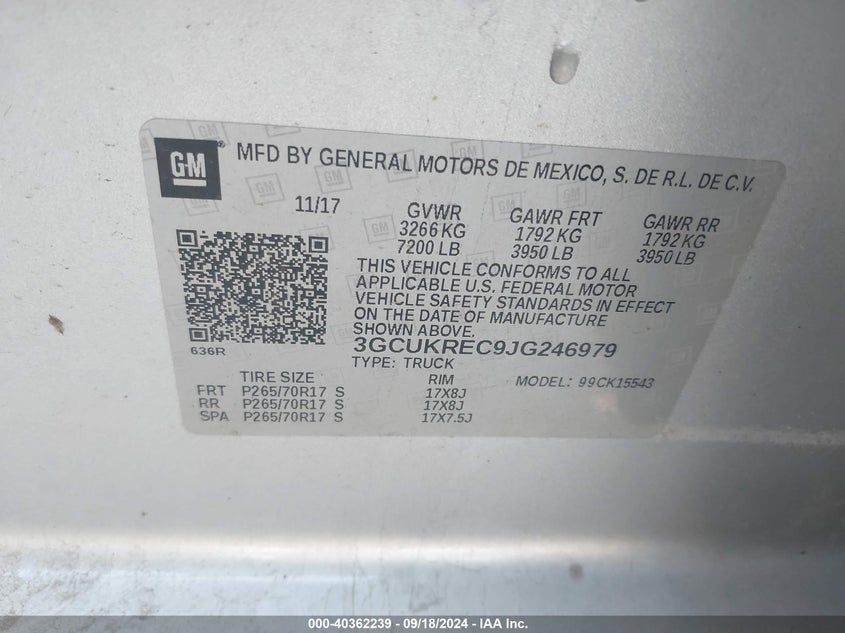 GM® MFD BY GENERAL MOTORS DE MEXICO, S. DE R.L. DE C.V.
11/17
GVWR GAWR FRT GAWR RR
3266 KG 1792 KG 1792 KG
7200 LB 3950 LB 3950 LB
THIS VEHICLE CONFORMS TO ALL
APPLICABLE U.S. FEDERAL MOTOR
VEHICLE SAFETY STANDARDS IN EFFECT
ON THE DATE OF MANUFACTURE
SHOWN ABOVE.
636R
3GCUKREC9JG246979
TYPE: TRUCK
TIRE SIZE RIM MODEL: 99CK15543
FRT P265/70R17 S 17X8J
RR P265/70R17 S 17X8J
SPA P265/70R17 S 17X7.5J
000-40362239 - 09/18/2024 - IAA Inc.